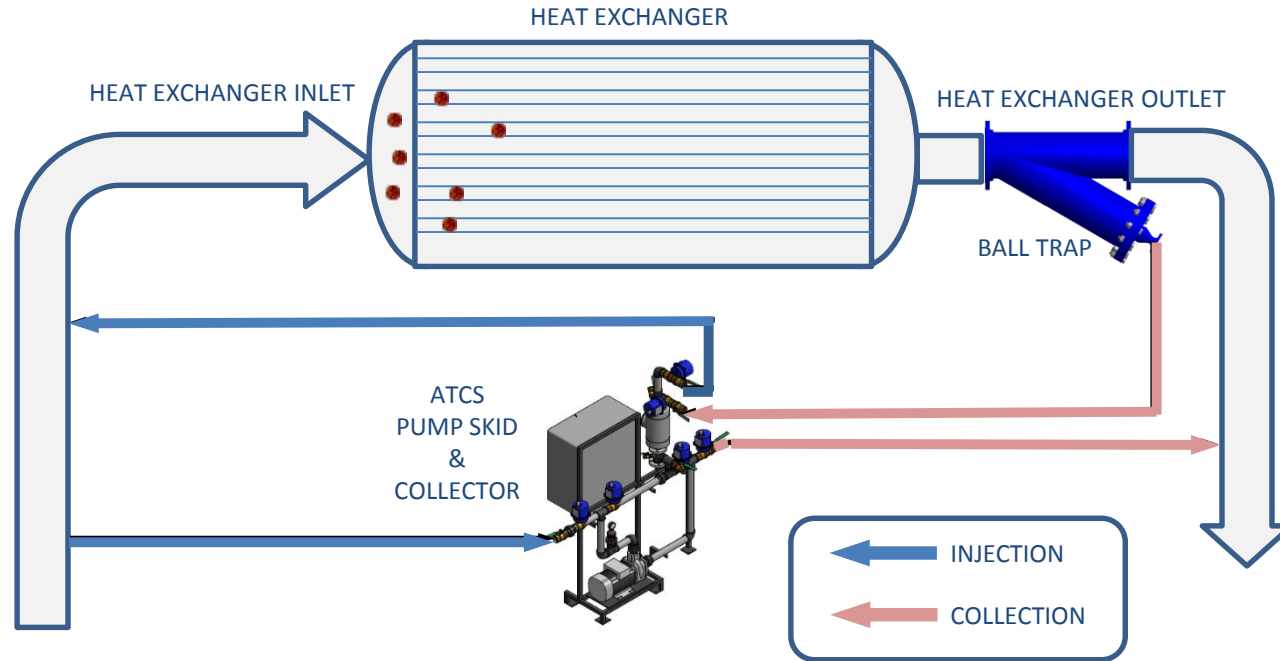 HEAT EXCHANGER
HEAT EXCHANGER INLET
HEAT EXCHANGER OUTLET
BALL TRAP
ATCS
PUMP SKID
&
COLLECTOR
INJECTION
COLLECTION